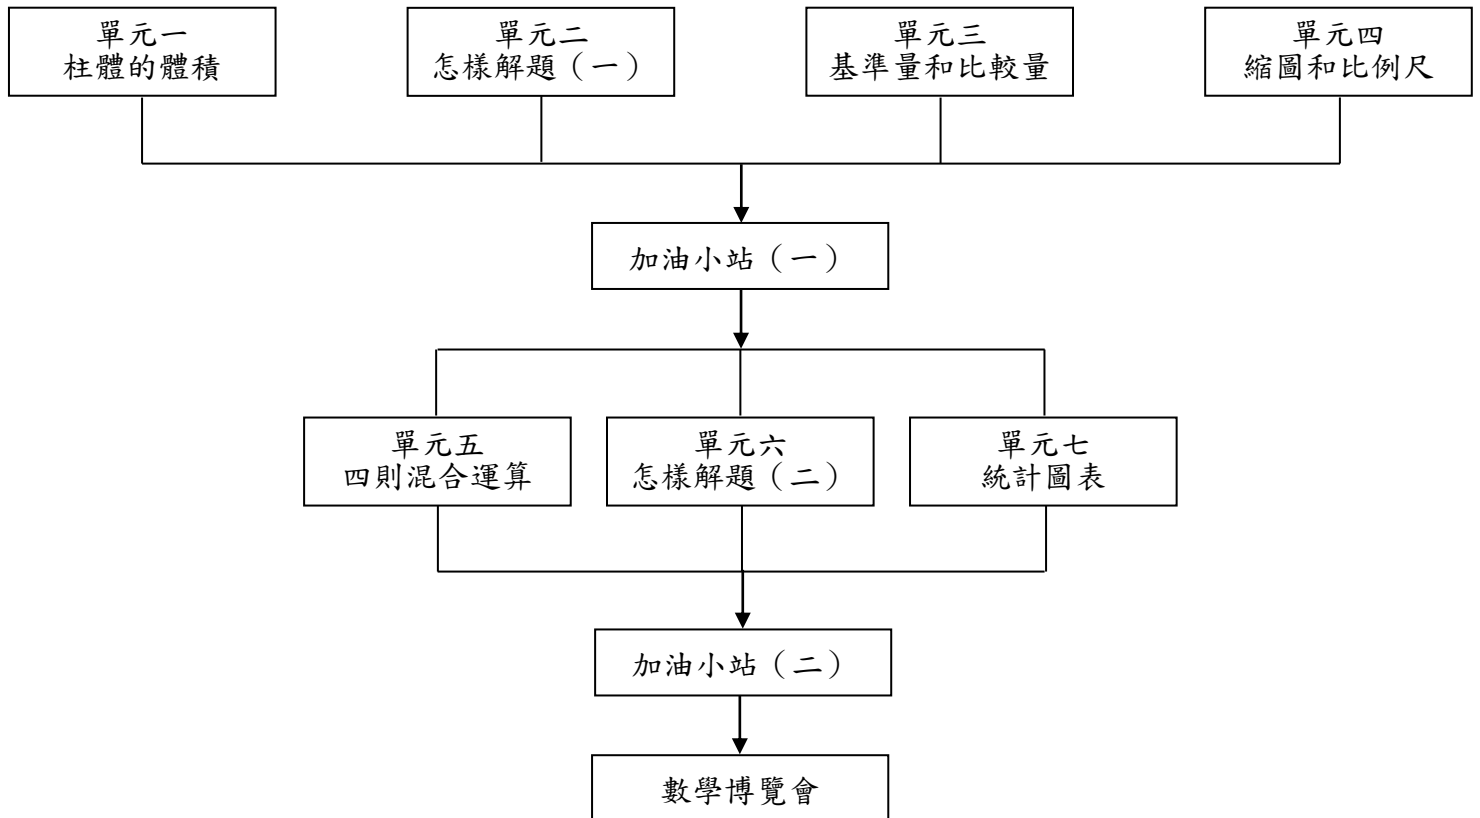 單元一
柱體的體積
單元二
怎樣解題（一）
單元三
基準量和比較量
單元四
縮圖和比例尺
加油小站（一）
單元五
四則混合運算
單元六
怎樣解題（二）
單元七
統計圖表
加油小站（二）
數學博覽會